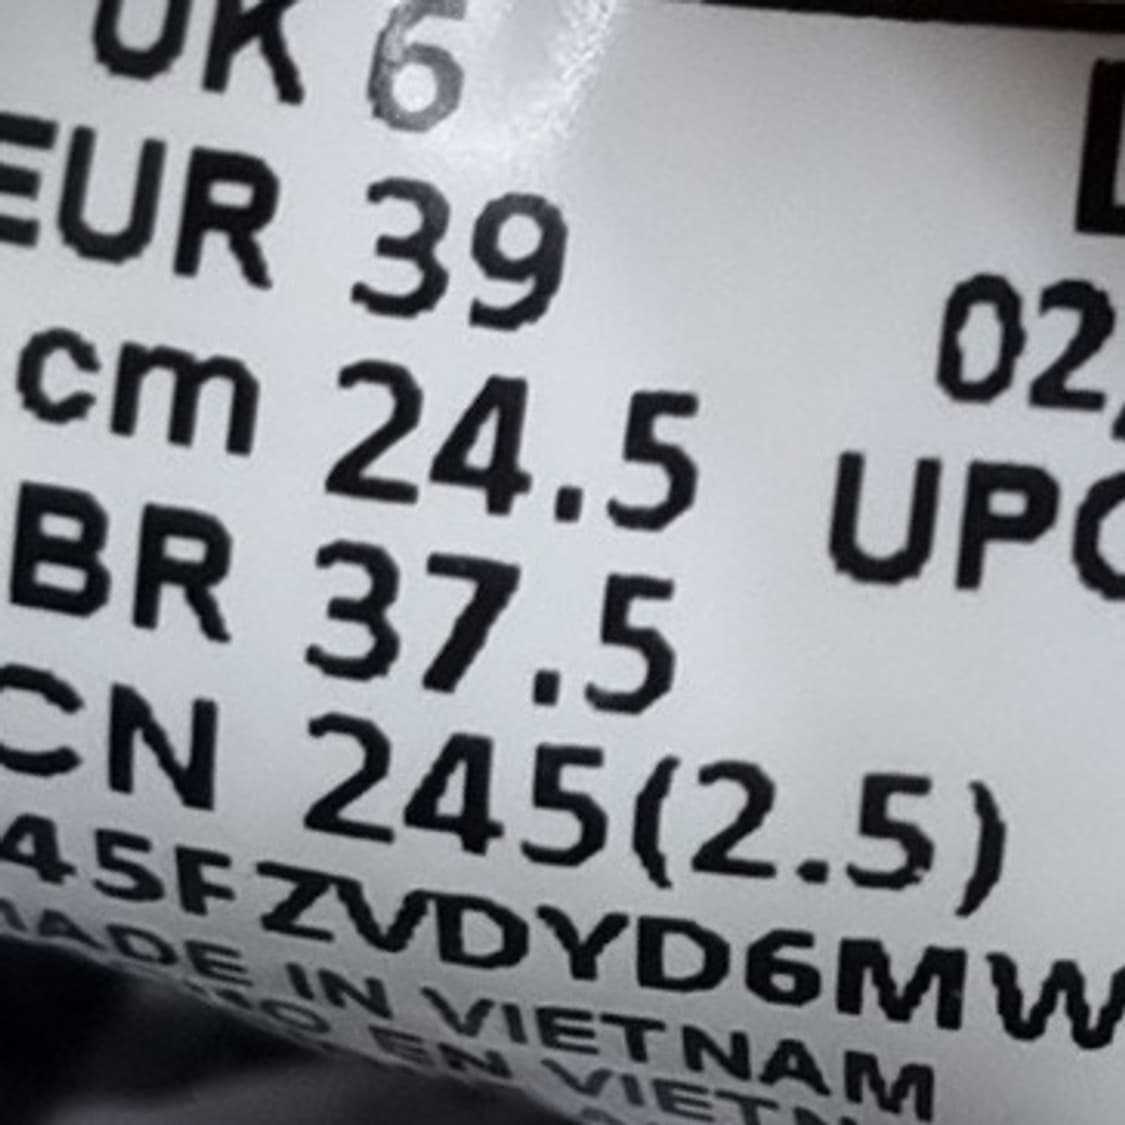 UK 6
EUR 39
02
cm 24.5
UPC
BR 37.5
CN 245(2.5)
45FZVDYD6MW
MADE IN VIETNAM
EN